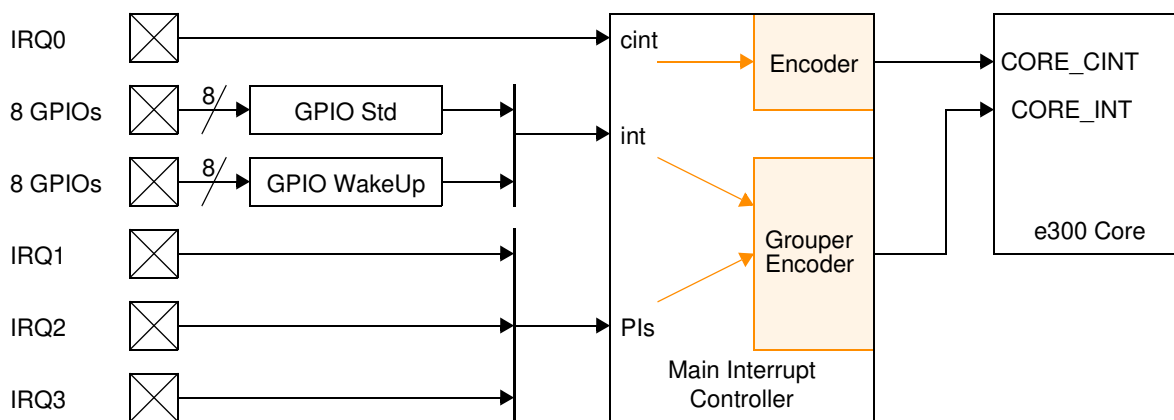 IRQ0
cint
Encoder
CORE_CINT
8 GPIOs
8
GPIO Std
CORE_INT
int
8 GPIOs
8
GPIO WakeUp
IRQ1
Grouper
Encoder
e300 Core
IRQ2
PIs
Main Interrupt
Controller
IRQ3